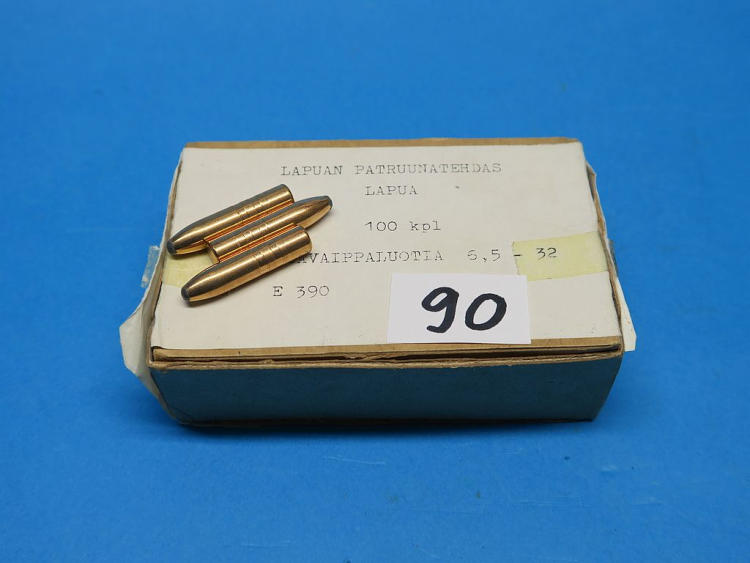 LAPUAN PATRUUNATEHDAS
LAPUA
100 kpl
6,5 - 32
E 390
90